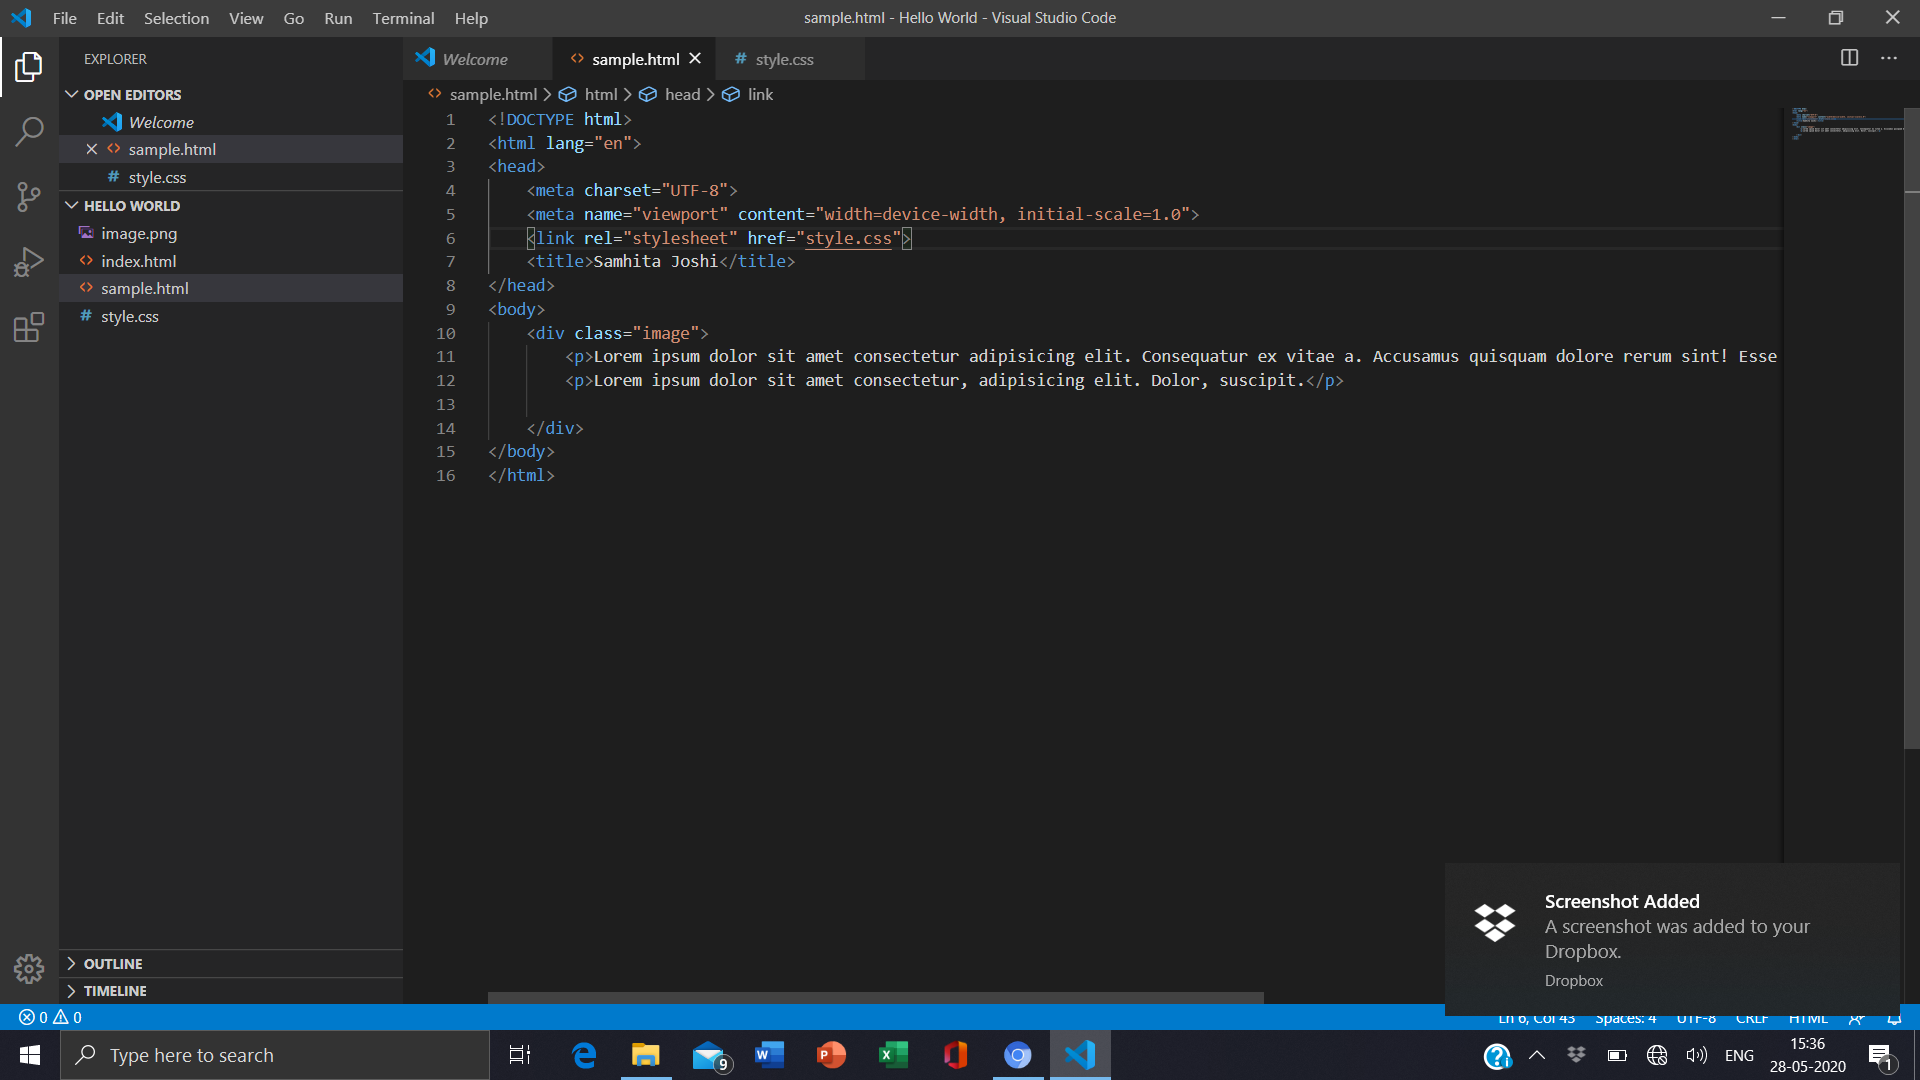 File Edit Selection View Go Run Terminal Help
sample.html - Hello World - Visual Studio Code
EXPLORER
OPEN EDITORS
Welcome
sample.html
style.css
HELLO WORLD
image.png
index.html
sample.html
style.css
OUTLINE
TIMELINE
Welcome sample.html style.css
sample.html html head link
1 <!DOCTYPE html>
2 <html lang="en">
3 <head>
4 <meta charset="UTF-8">
5 <meta name="viewport" content="width=device-width, initial-scale=1.0">
6 <link rel="stylesheet" href="style.css">
7 <title>Samhita Joshi</title>
8 </head>
9 <body>
10 <div class="image">
11 <p>Lorem ipsum dolor sit amet consectetur adipisicing elit. Consequatur ex vitae a. Accusamus quisquam dolore rerum sint! Esse
12 <p>Lorem ipsum dolor sit amet consectetur, adipisicing elit. Dolor, suscipit.</p>
13
14 </div>
15 </body>
16 </html>
Screenshot Added
A screenshot was added to your
Dropbox.
Dropbox
0 0
Ln 6, Col 43 Spaces: 4 UTF-8 CRLF HTML
Type here to search
9
ENG
15:36
28-05-2020
1